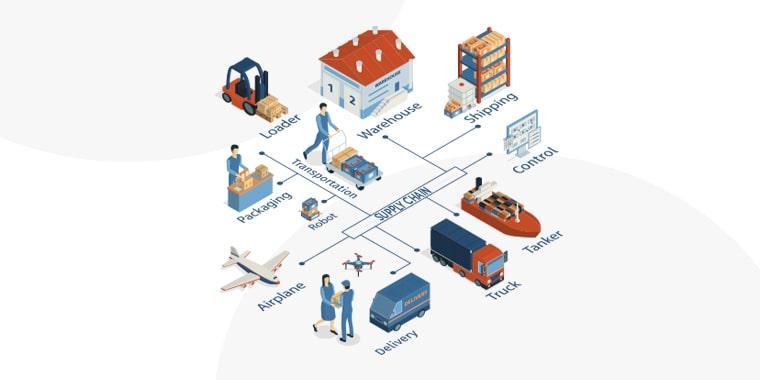 WAREHOUSE
1 2
Loader
Warehouse
Shipping
Transportation
Control
Packaging
SUPPLY CHAIN
Robot
Tanker
Airplane
DELIVERY
Truck
Delivery